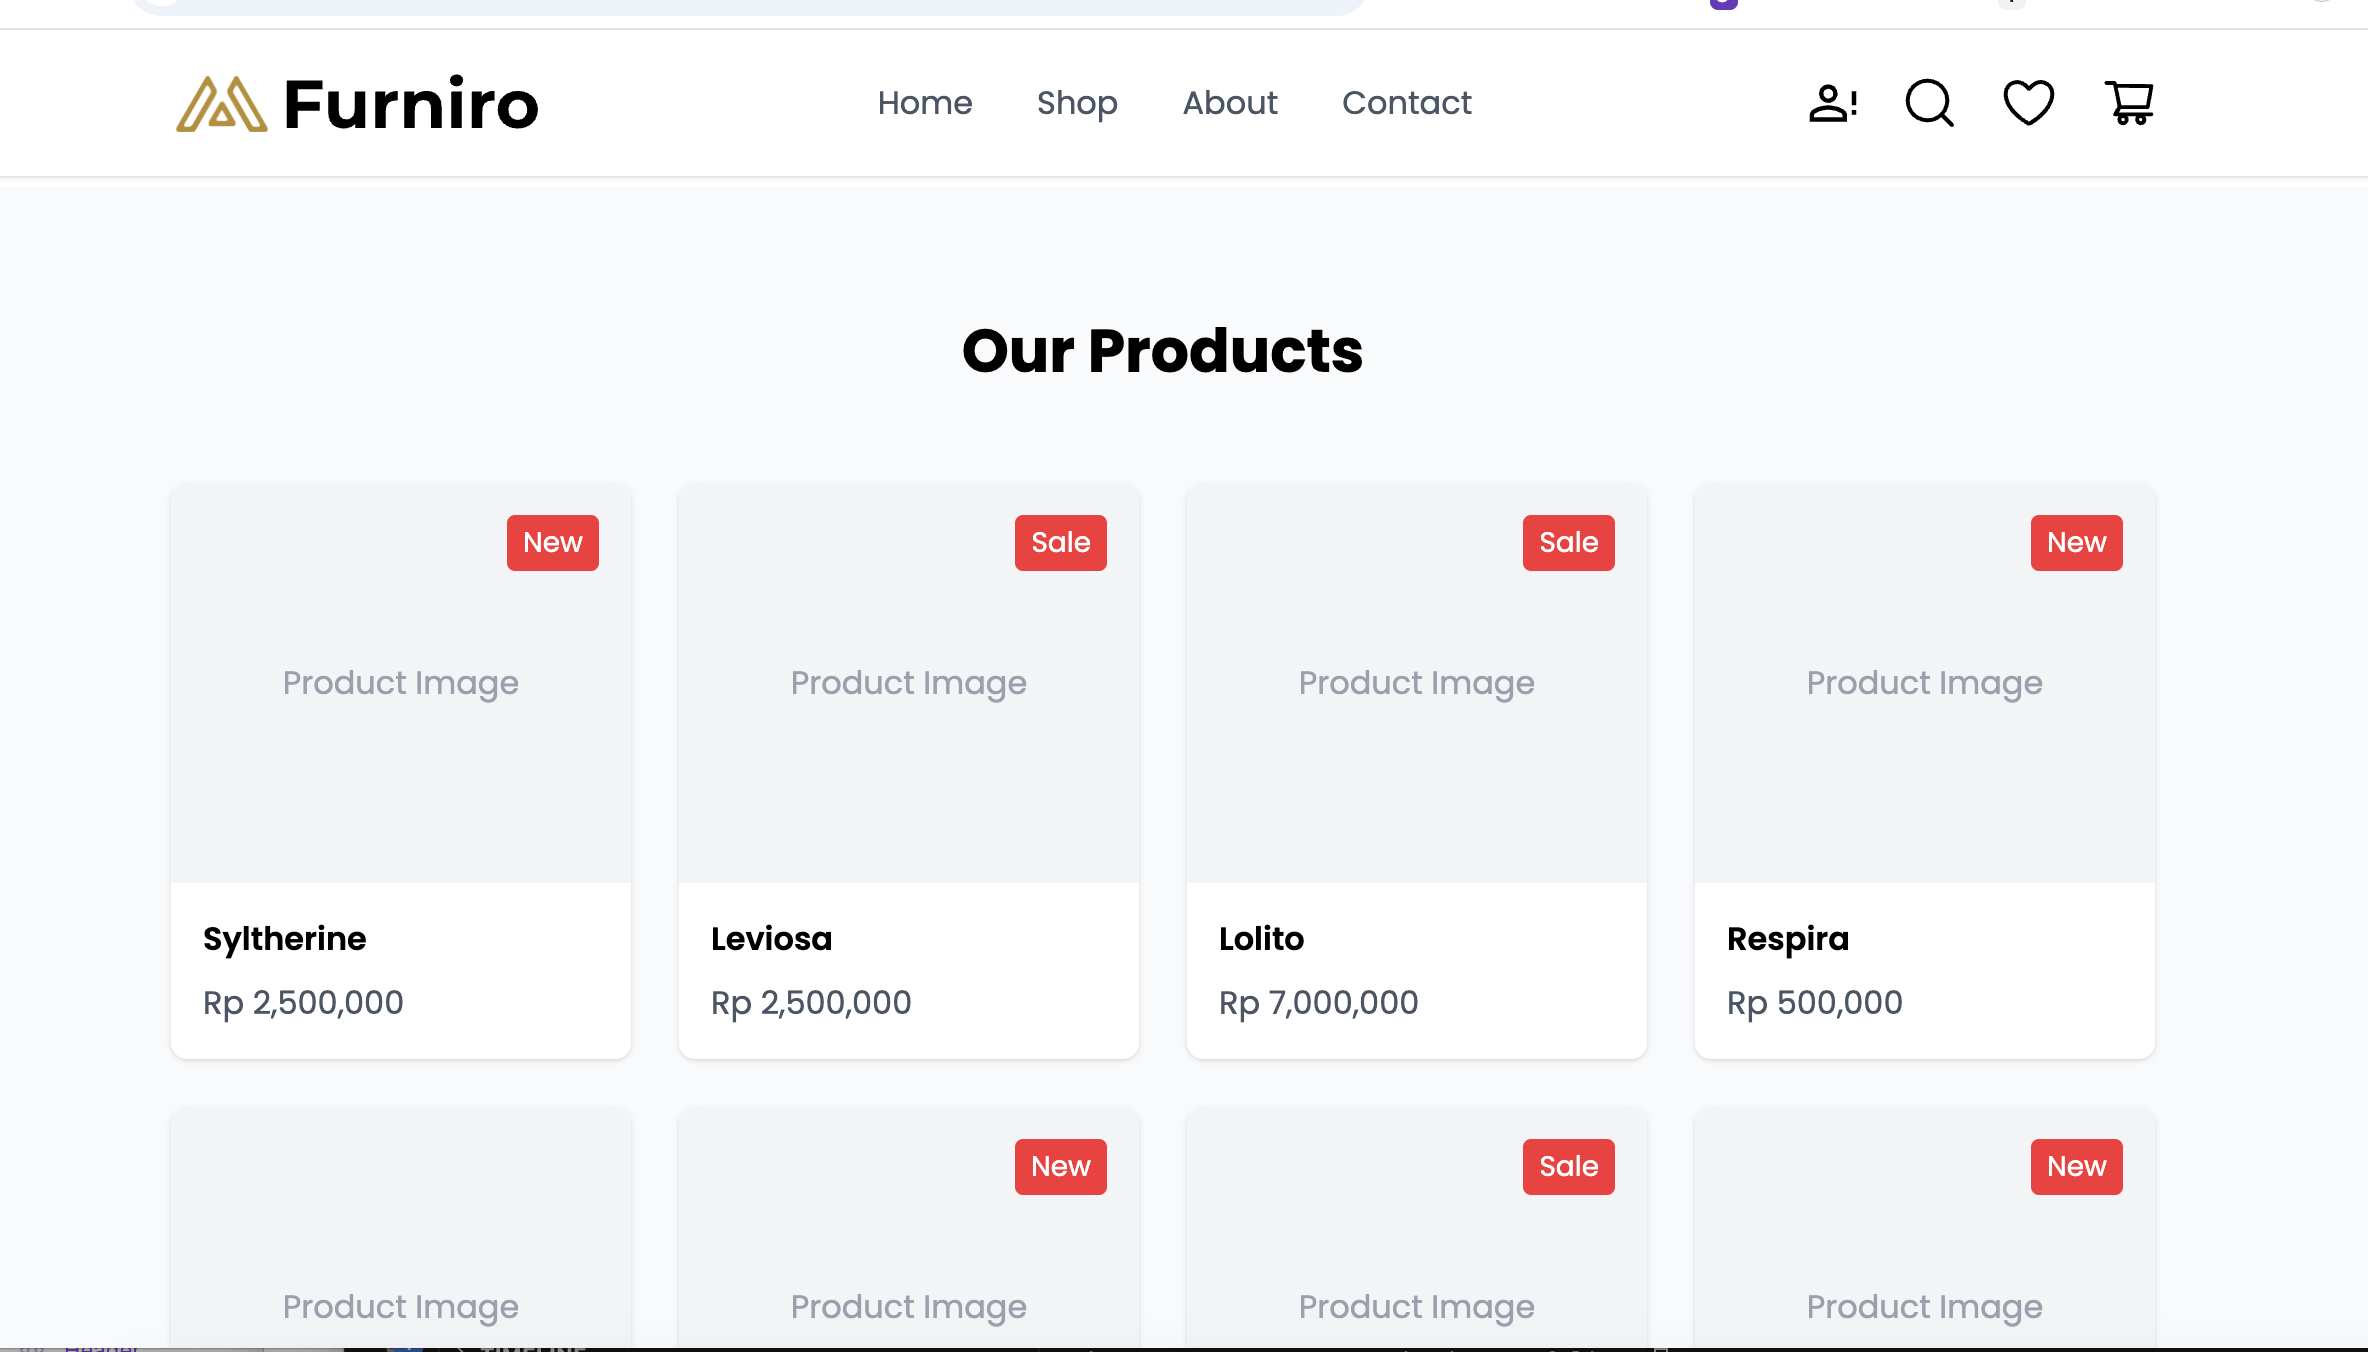 Furniro
Home Shop About Contact
Our Products
New Sale Sale New
Product Image Product Image Product Image Product Image
Syltherine Leviosa Lolito Respira
Rp 2,500,000 Rp 2,500,000 Rp 7,000,000 Rp 500,000
New Sale New
Product Image Product Image Product Image Product Image
Header TIMELINE